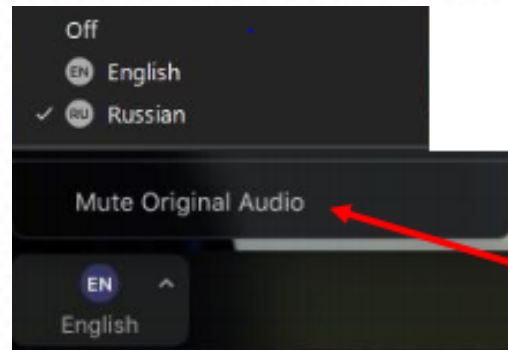 Off
EN English
RU Russian
Mute Original Audio
EN
English